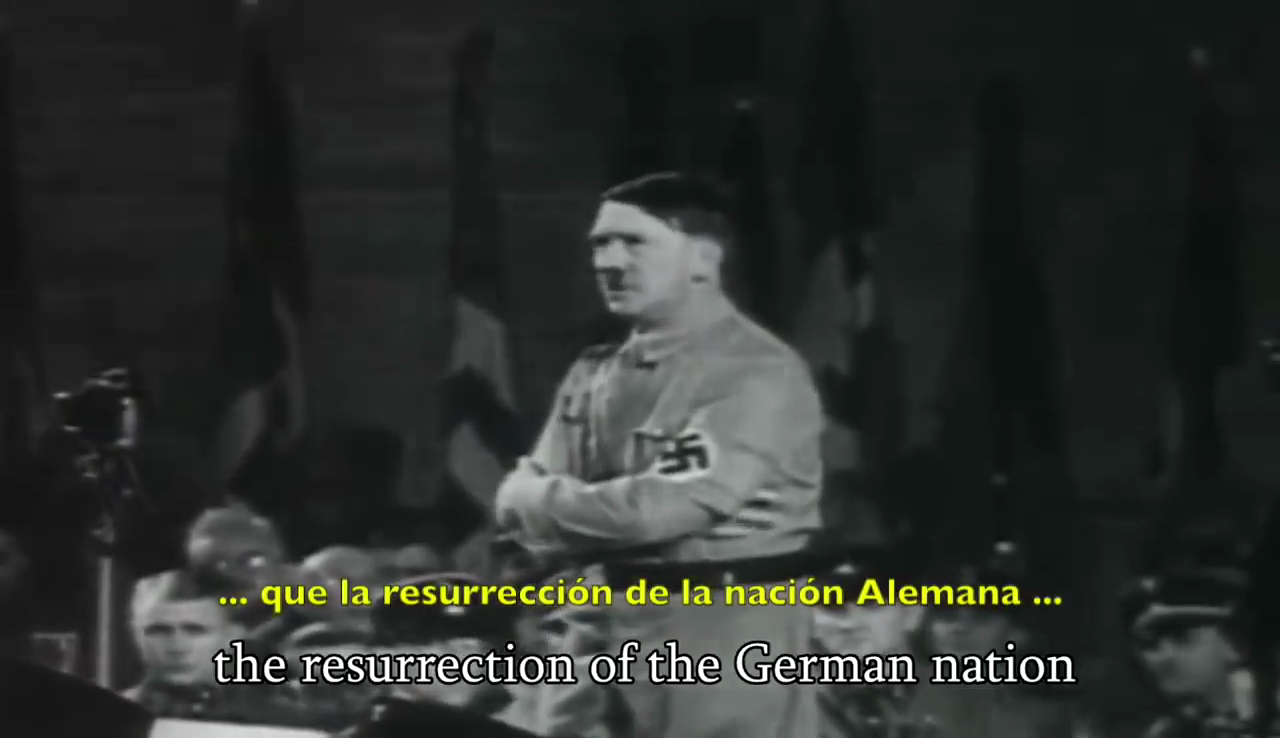 ... que la resurrección de la nación Alemana ...
the resurrection of the German nation